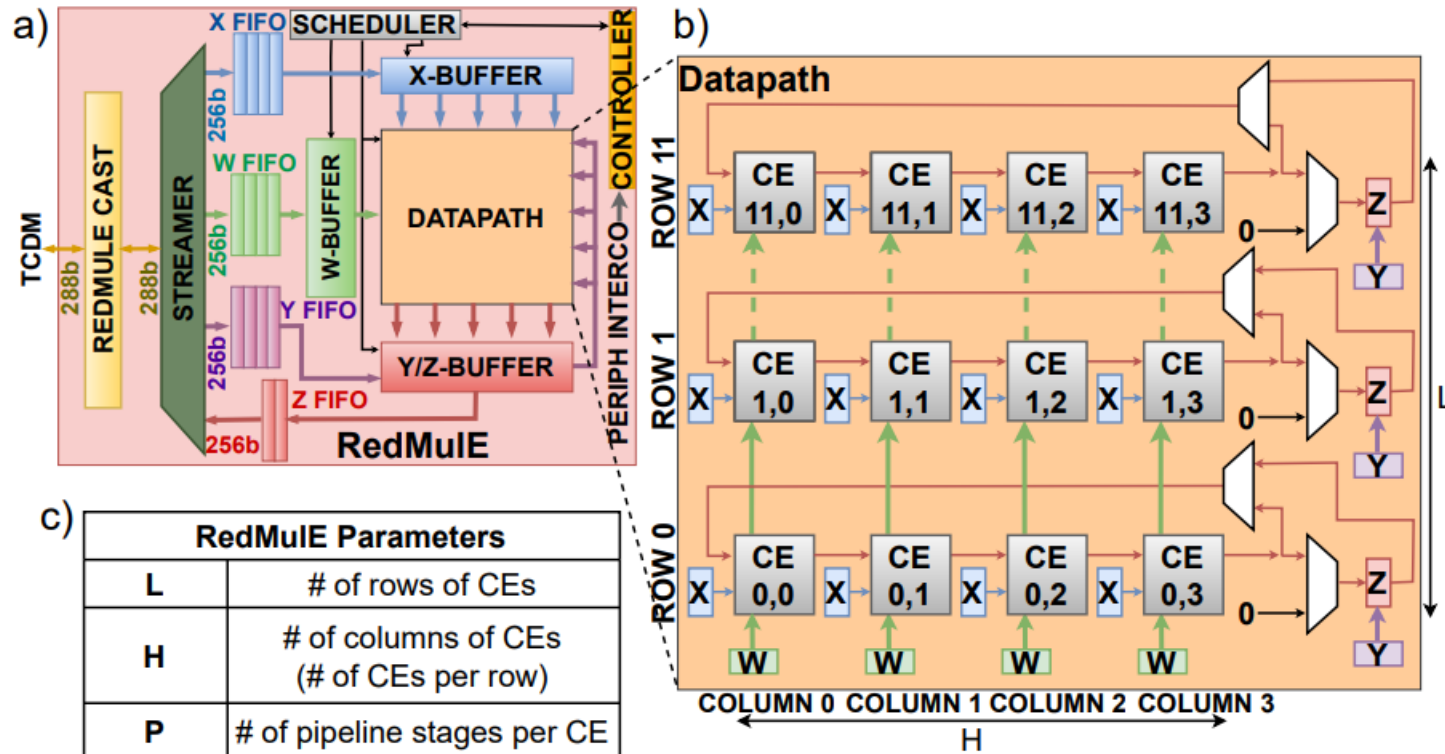 a)
X FIFO
SCHEDULER
CONTROLLER
X-BUFFER
256b
W FIFO
W-BUFFER
256b
DATAPATH
TCDM
288b
REDMULE CAST
288b
STREAMER
Y FIFO
256b
Y/Z-BUFFER
Z FIFO
256b
PERIPH INTERCO
RedMulE
b)
Datapath
ROW 11
X
CE
11,0
X
CE
11,1
X
CE
11,2
X
CE
11,3
0
Z
Y
ROW 1
X
CE
1,0
X
CE
1,1
X
CE
1,2
X
CE
1,3
0
Z
Y
L
ROW 0
X
CE
0,0
X
CE
0,1
X
CE
0,2
X
CE
0,3
0
Z
Y
W
W
W
W
COLUMN 0
COLUMN 1
COLUMN 2
COLUMN 3
H
c)
RedMulE Parameters
L
# of rows of CEs
H
# of columns of CEs
(# of CEs per row)
P
# of pipeline stages per CE